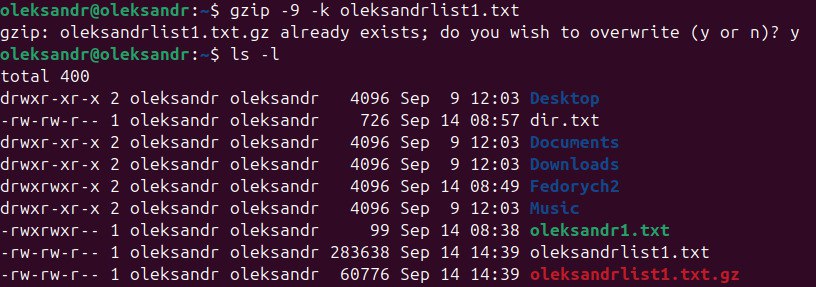 oleksandr@oleksandr:~$ gzip -9 -k oleksandrlist1.txt
gzip: oleksandrlist1.txt.gz already exists; do you wish to overwrite (y or n)? y
oleksandr@oleksandr:~$ ls -l
total 400
drwxr-xr-x 2 oleksandr oleksandr   4096 Sep  9 12:03 Desktop
-rw-rw-r-- 1 oleksandr oleksandr    726 Sep 14 08:57 dir.txt
drwxr-xr-x 2 oleksandr oleksandr   4096 Sep  9 12:03 Documents
drwxr-xr-x 2 oleksandr oleksandr   4096 Sep  9 12:03 Downloads
drwxrwxr-x 2 oleksandr oleksandr   4096 Sep 14 08:49 Fedorych2
drwxr-xr-x 2 oleksandr oleksandr   4096 Sep  9 12:03 Music
-rwxrwxr-- 1 oleksandr oleksandr     99 Sep 14 08:38 oleksandr1.txt
-rw-rw-r-- 1 oleksandr oleksandr 283638 Sep 14 14:39 oleksandrlist1.txt
-rw-rw-r-- 1 oleksandr oleksandr  60776 Sep 14 14:39 oleksandrlist1.txt.gz